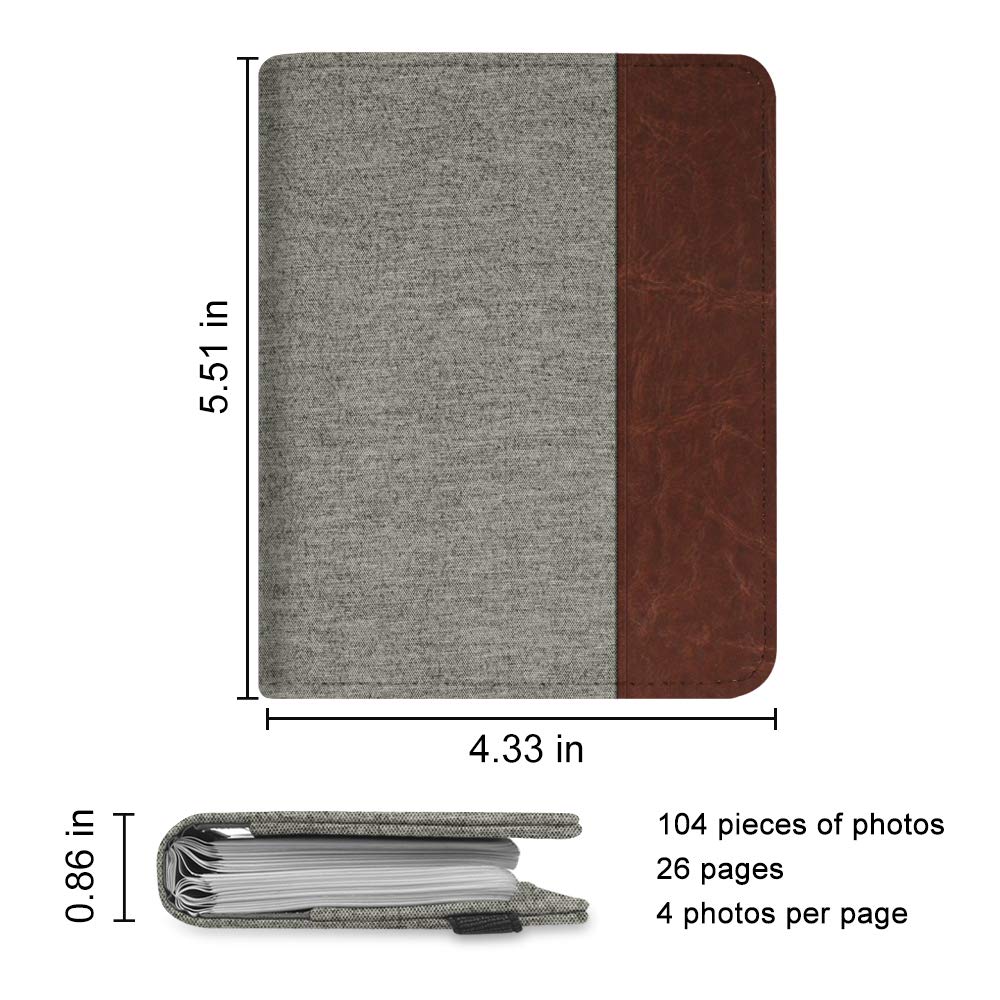 5.51 in
4.33 in
0.86 in
104 pieces of photos
26 pages
4 photos per page